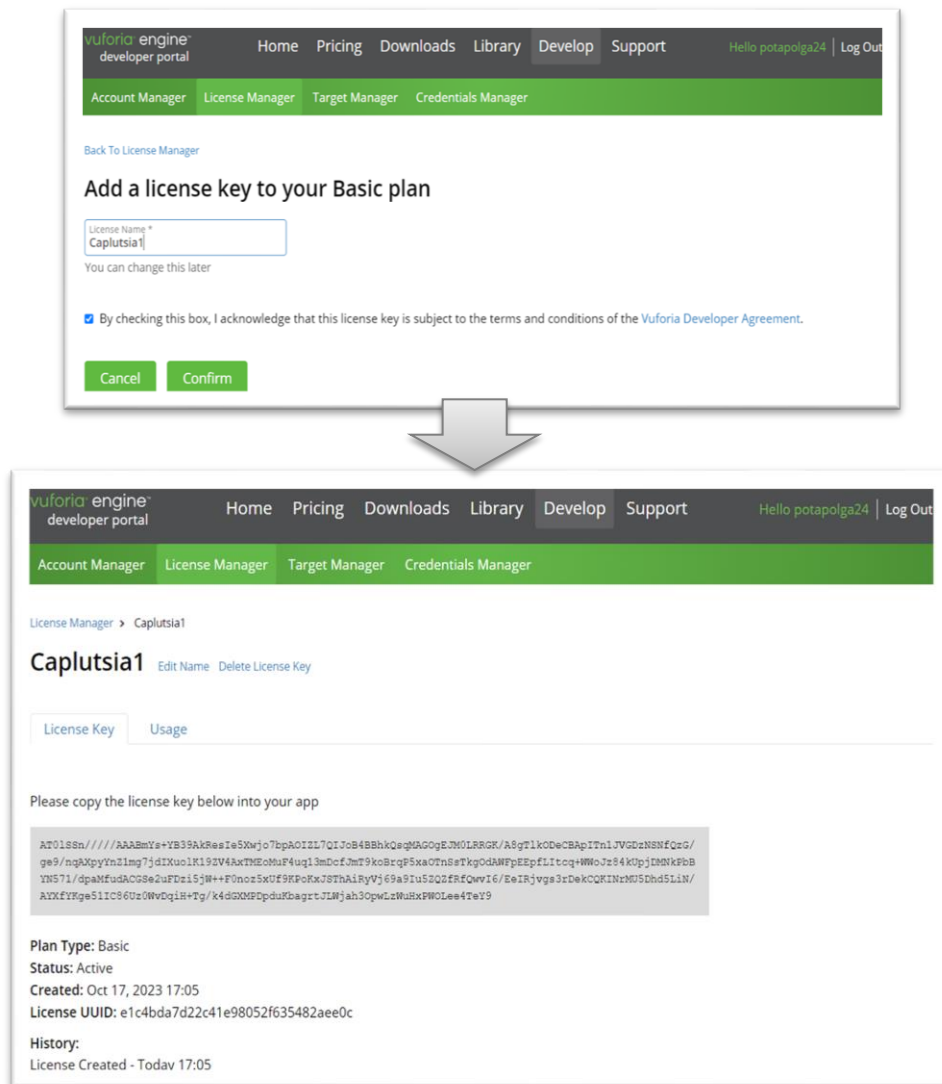 vuforia engine™ Home Pricing Downloads Library Develop Support Hello potapolga24 | Log Out
developer portal
Account Manager License Manager Target Manager Credentials Manager
Back To License Manager
Add a license key to your Basic plan
License Name *
Caplutsia1
You can change this later
By checking this box, I acknowledge that this license key is subject to the terms and conditions of the Vuforia Developer Agreement.
Cancel Confirm
vuforia engine™ Home Pricing Downloads Library Develop Support Hello potapolga24 | Log Out
developer portal
Account Manager License Manager Target Manager Credentials Manager
License Manager > Caplutsia1
Caplutsia1 Edit Name Delete License Key
License Key Usage
Please copy the license key below into your app
Plan Type: Basic
Status: Active
Created: Oct 17, 2023 17:05
License UUID: e1c4bda7d22c41e98052f635482aee0c
History:
License Created - Today 17:05